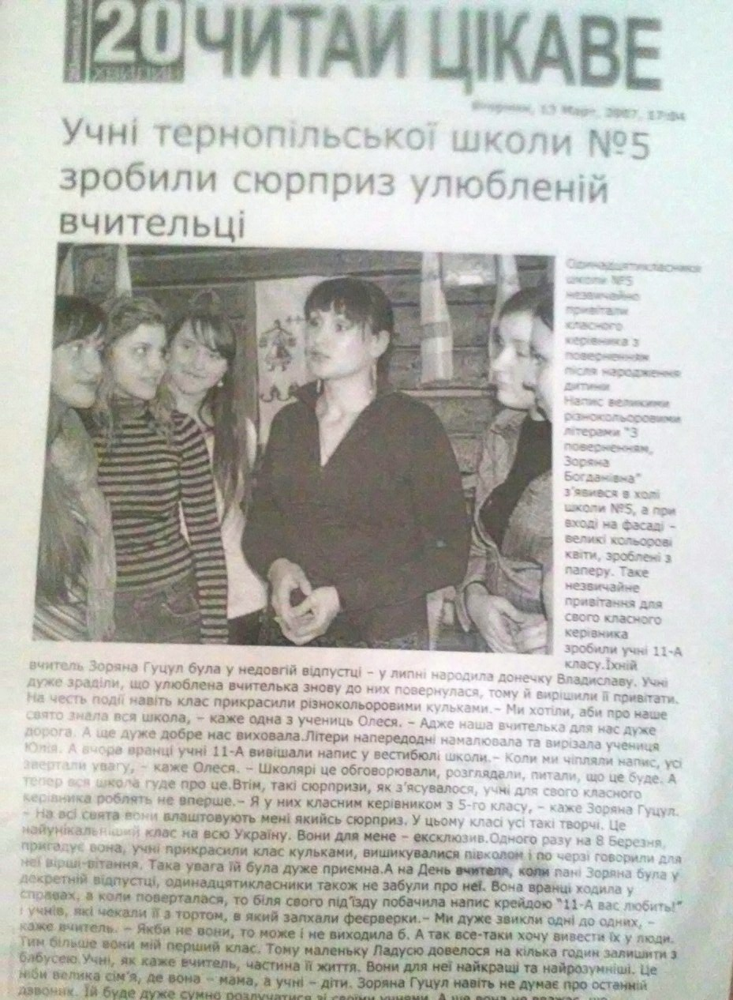 20
ХВИЛИН
ЧИТАЙ ЦІКАВЕ
Вторник, 13 Март, 2007, 17:04
Учні тернопільської школи №5
зробили сюрприз улюбленій
вчительці
Одинадцятикласники
школи №5
незвичайно
привітали
класного
керівника з
поверненням
після народження
дитини
Напис великими
різнокольоровими
літерами "З
поверненням,
Зоряна
Богданівна"
з'явився в холі
школи №5, а при
вході на фасаді –
великі кольорові
квіти, зроблені з
паперу. Таке
незвичайне
привітання для
свого класного
керівника
зробили учні 11-А
класу.Їхній
вчитель Зоряна Гуцул була у недовгій відпустці – у липні народила донечку Владиславу. Учні
дуже зраділи, що улюблена вчителька знову до них повернулася, тому й вирішили її привітати.
На честь події навіть клас прикрасили різнокольоровими кульками.– Ми хотіли, аби про наше
свято знала вся школа, – каже одна з учениць Олеся. – Адже наша вчителька для нас дуже
дорога. А ще дуже добре нас виховала.Літери напередодні намалювала та вирізала учениця
Юлія. А вчора вранці учні 11-А вивішали напис у вестибюлі школи.– Коли ми чіпляли напис, усі
звертали увагу, – каже Олеся. – Школярі це обговорювали, розглядали, питали, що це буде. А
тепер вся школа гуде про це.Втім, такі сюрпризи, як з'ясувалося, учні для свого класного
керівника роблять не вперше.– Я у них класним керівником з 5-го класу, – каже Зоряна Гуцул.
– На всі свята вони влаштовують мені якийсь сюрприз. У цьому класі усі такі творчі. Це
найунікальніший клас на всю Україну. Вони для мене – ексклюзив.Одного разу на 8 Березня,
пригадує вона, учні прикрасили клас кульками, вишикувалися півколом і по черзі говорили для
неї вірші-вітання. Така увага їй була дуже приємна.А на День вчителя, коли пані Зоряна була у
декретній відпустці, одинадцятикласники також не забули про неї. Вона вранці ходила у
справах, а коли поверталася, то біля свого під'їзду побачила напис крейдою "11-А вас любить!"
і учнів, які чекали її з тортом, в який запхали феєрверки.– Ми дуже звикли одні до одних, –
каже вчитель. – Якби не вони, то може і не виходила б. А так все-таки хочу вивести їх у люди.
Тим більше вони мій перший клас. Тому маленьку Ладусю довелося на кілька годин залишити з
бабусею.Учні, як каже вчитель, частина її життя. Вони для неї найкращі та найрозумніші. Це
ніби велика сім'я, де вона – мама, а учні – діти. Зоряна Гуцул навіть не думає про останній
дзвоник. Їй буде дуже сумно розлучатися зі своїми учнями. А ще вона не вважає, що